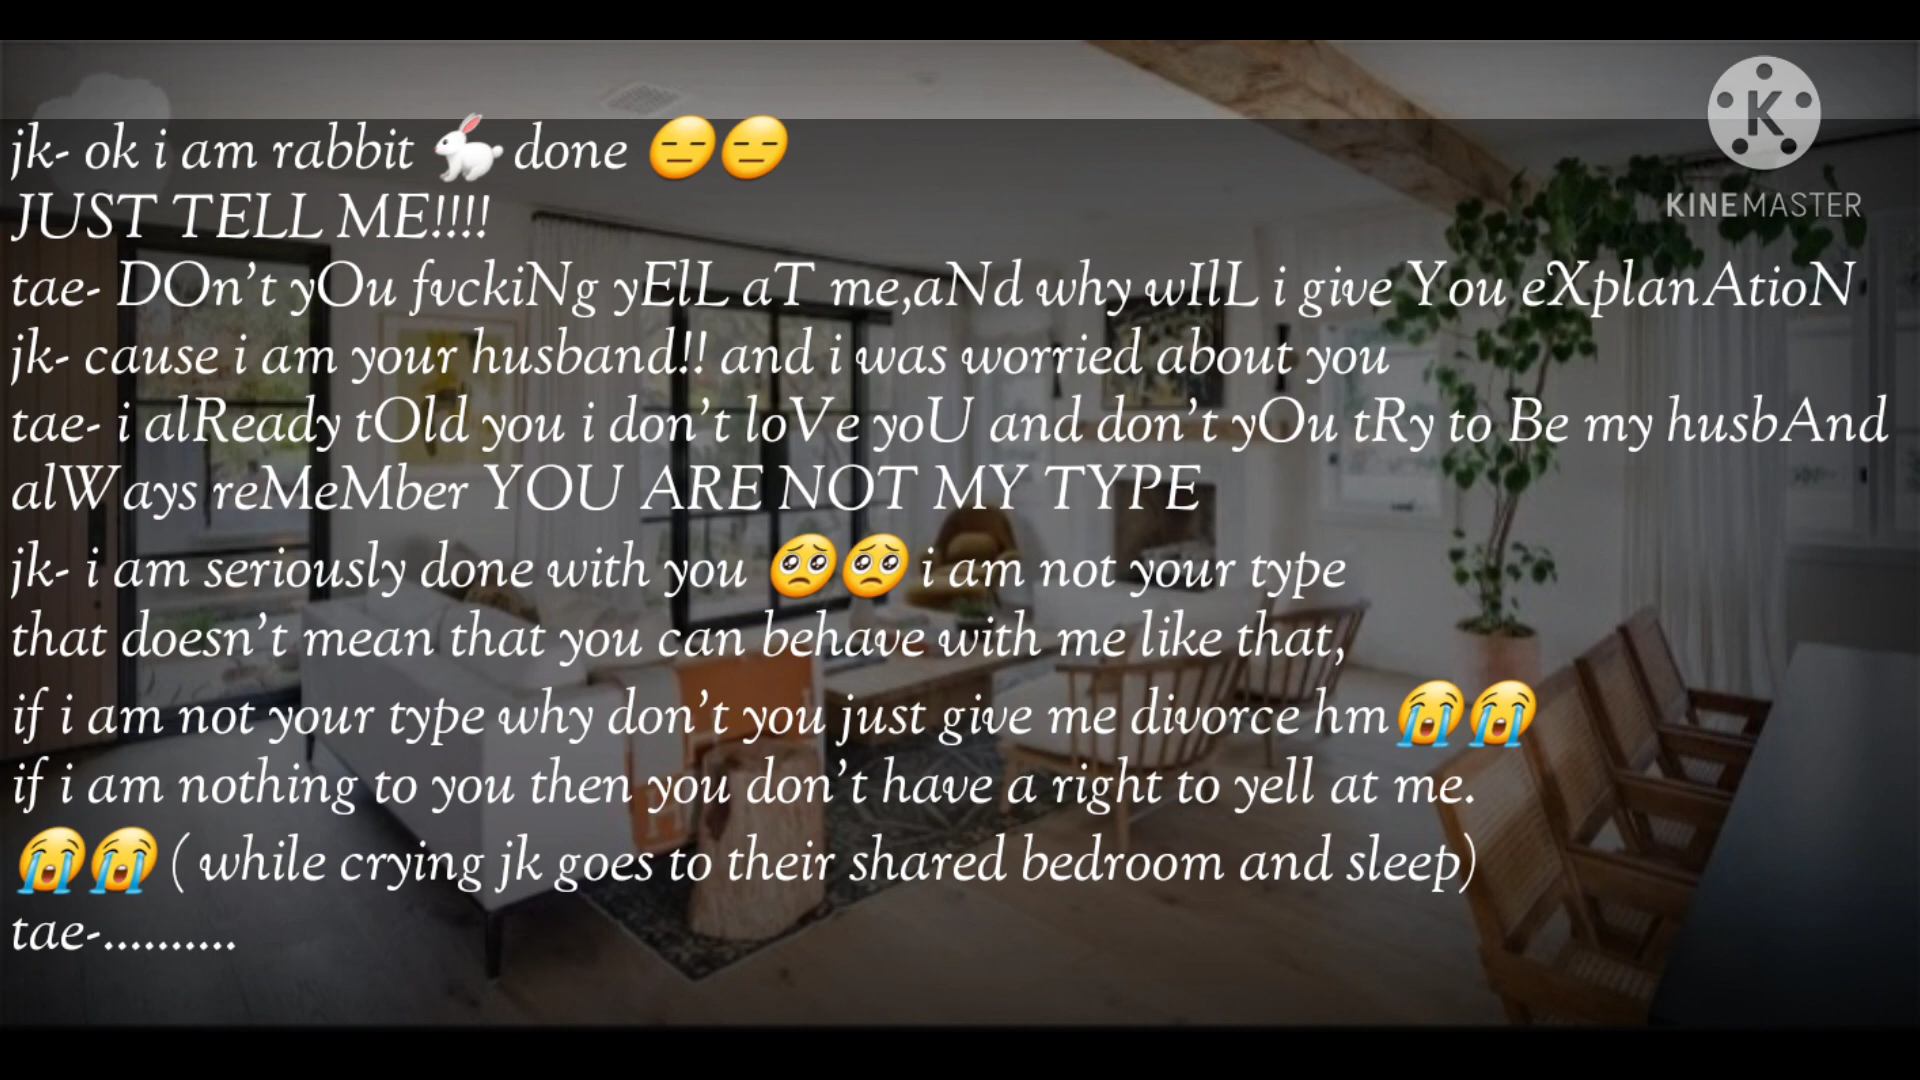 jk- ok i am rabbit 🐇 done 😑😑
JUST TELL ME!!!!
tae- DOn't yOu fvckiNg yElL aT me,aNd why wIlL i give You eXplanAtioN
jk- cause i am your husband!! and i was worried about you
tae- i alReady tOld you i don't loVe yoU and don't yOu tRy to Be my husbAnd
alWays reMeMber YOU ARE NOT MY TYPE
jk- i am seriously done with you 🥺🥺 i am not your type
that doesn't mean that you can behave with me like that,
if i am not your type why don't you just give me divorce hm😭😭
if i am nothing to you then you don't have a right to yell at me.
😭😭 ( while crying jk goes to their shared bedroom and sleep)
tae-..........
K
KINEMASTER